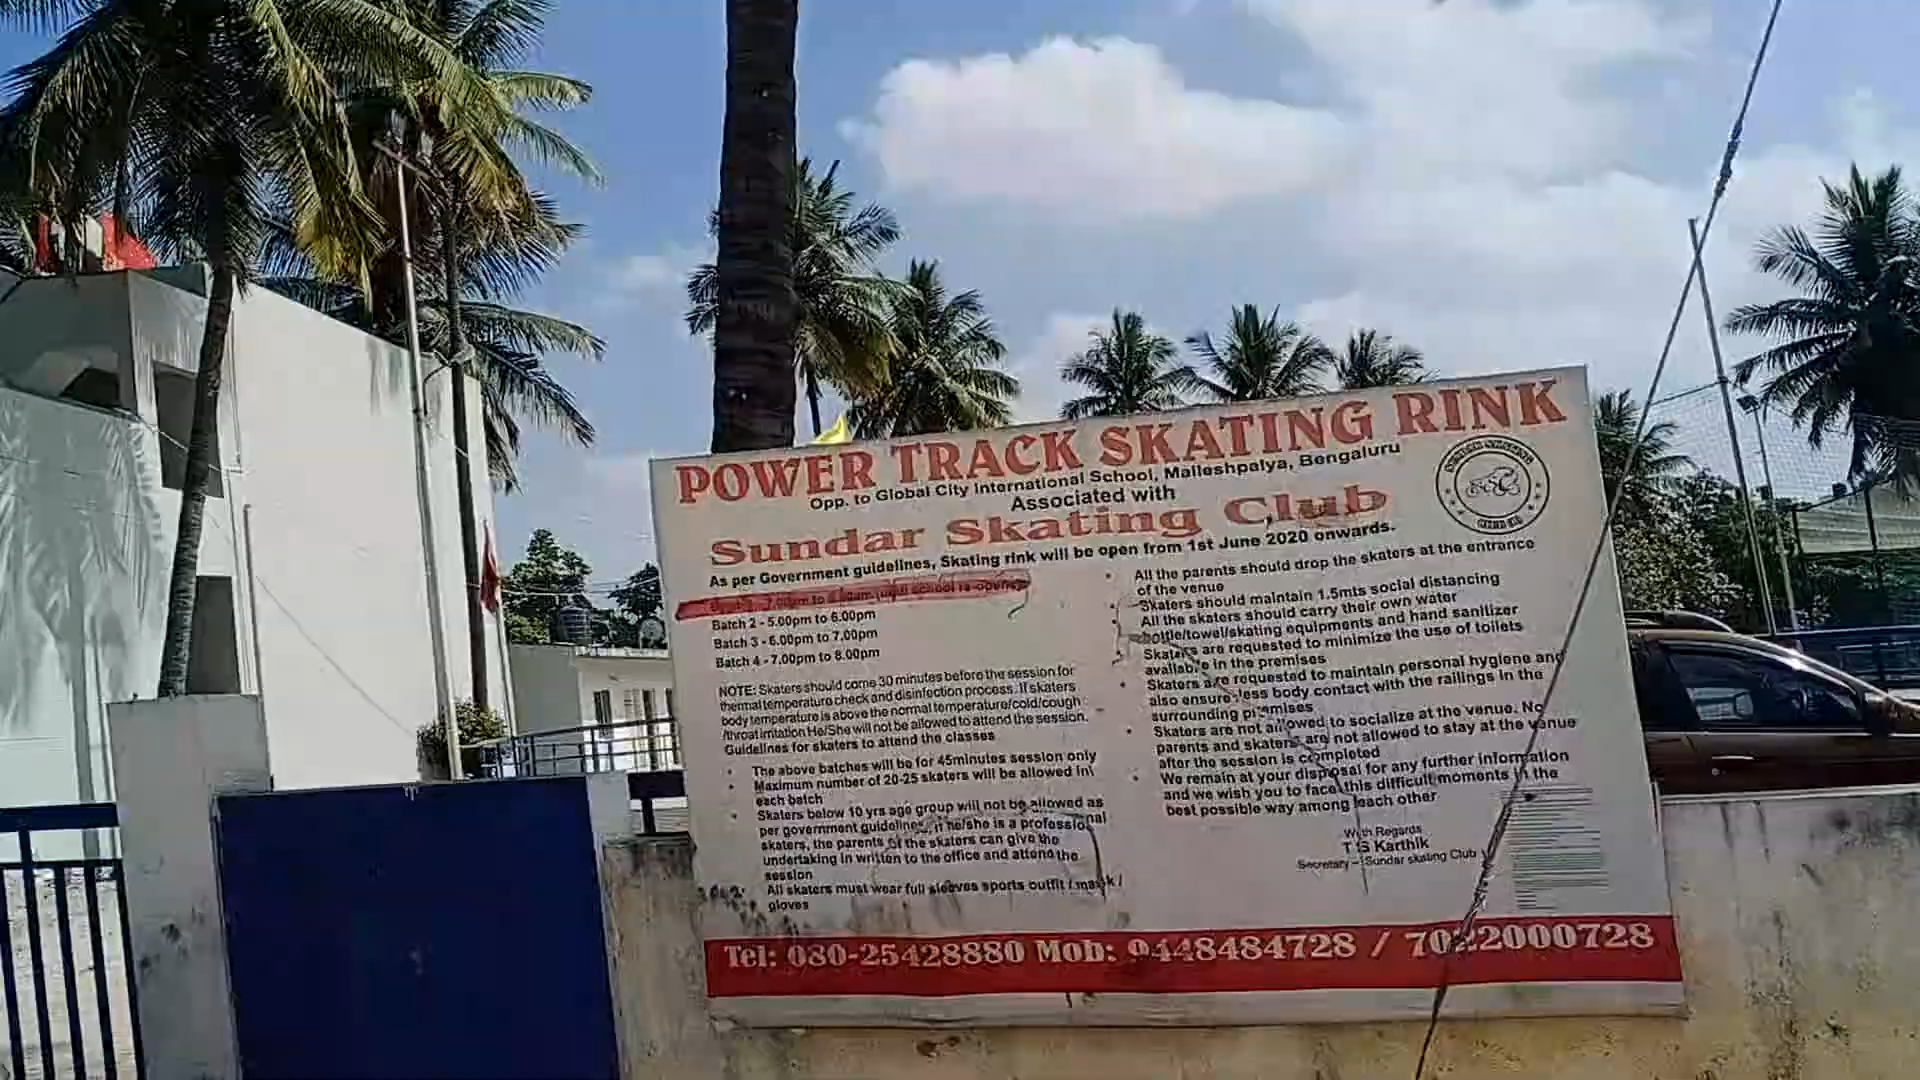 POWER TRACK SKATING RINK
Opp. to Global City International School, Malleshpalya, Bengaluru
Associated with
Sundar Skating Club
As per Government guidelines, Skating rink will be open from 1st June 2020 onwards.
Batch 2 - 5.00pm to 6.00pm
Batch 3 - 6.00pm to 7.00pm
Batch 4 - 7.00pm to 8.00pm
NOTE: Skaters should come 30 minutes before the session for
thermal temperature check and disinfection process. If skaters
body temperature is above the normal temperature/cold/cough
/throat irritation He/She will not be allowed to attend the session.
Guidelines for skaters to attend the classes
• The above batches will be for 45minutes session only
• Maximum number of 20-25 skaters will be allowed in
each batch
• Skaters below 10 yrs age group will not be allowed as
per government guidelines, if he/she is a professional
skaters, the parents of the skaters can give the
undertaking in written to the office and attend the
session
• All skaters must wear full sleeves sports outfit / mask /
gloves
• All the parents should drop the skaters at the entrance
of the venue
Skaters should maintain 1.5mts social distancing
All the skaters should carry their own water
bottle/towel/skating equipments and hand sanitizer
Skaters are requested to minimize the use of toilets
available in the premises
• Skaters are requested to maintain personal hygiene and
also ensure less body contact with the railings in the
surrounding premises
• Skaters are not allowed to socialize at the venue. No
parents and skaters are not allowed to stay at the venue
after the session is completed
• We remain at your disposal for any further information
and we wish you to face this difficult moments in the
best possible way among each other
With Regards
T S Karthik
Secretary - Sundar skating Club
Tel: 080-25428880 Mob: 9448484728 / 7022000728